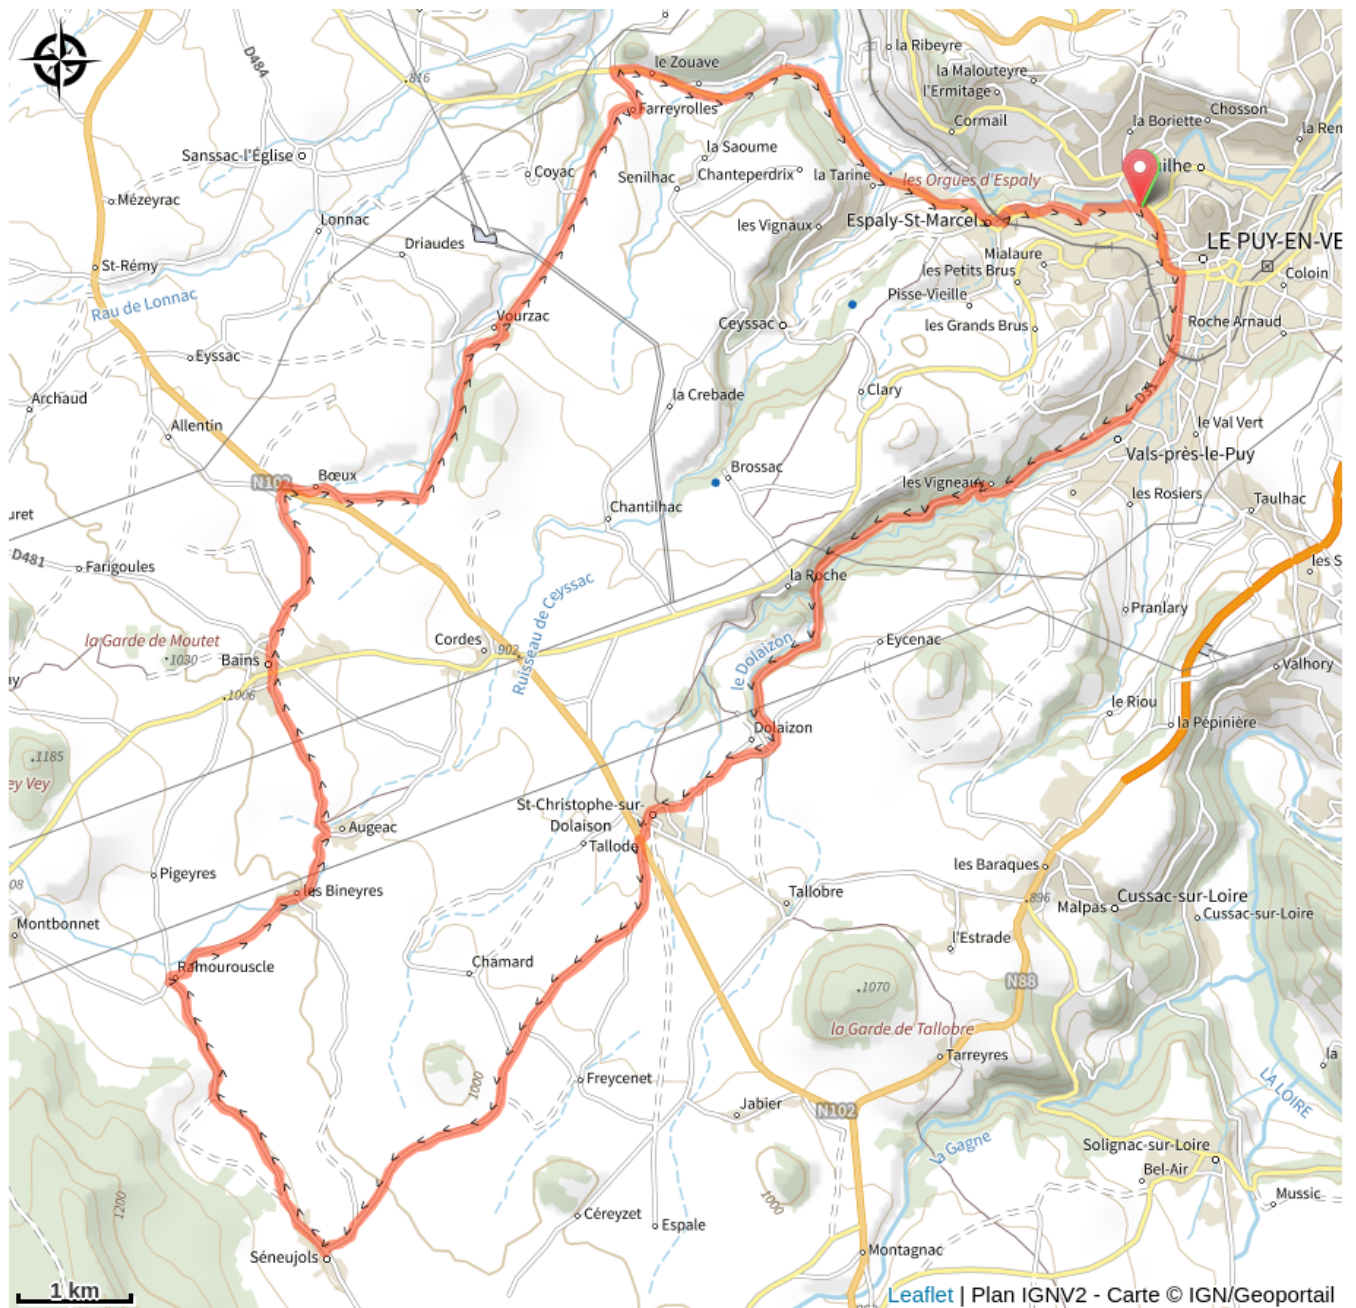 la Ribeyre
le Zouave
D484
.816
la Malouteyre
l'Ermitage
Farreyrolles
Chosson
la Boriette
Cormail
la Saoume
Sanssac-l'Église
Coyac
Senilhac
Chanteperdrix
la Tarine
les Orgues d'Espaly
Mézeyrac
Lonnac
les Vignaux
Espaly-St-Marcel
Driaudes
LE PUY-EN-VE
Mialaure
St-Rémy
les Petits Brus
Coloin
Rau de Lonnac
Pisse-Vieille
Vourzac
Ceyssac
les Grands Brus
Roche Arnaud
Eyssac
D31
Archaud
la Crebade
Clary
Allentin
le Val Vert
Vals-près-le-Puy
Brossac
N102
Bœux
les Vigneaux
les Rosiers
Taulhac
Chantilhac
uret
D481
Farigoules
la Roche
les S
Ruisseau de Ceyssac
Pranlary
la Garde de Moutet
.1030
Cordes
902
le Dolaizon
Eycenac
Bains
Valhory
ay
.1006
le Riou
la Pépinière
Dolaizon
.1185
ey Vey
St-Christophe-sur-
Dolaison
Augeac
Tallode
les Baraques
Pigeyres
08
les Bineyres
Tallobre
.896
Cussac-sur-Loire
Malpas
Cussac-sur-Loire
Montbonnet
l'Estrade
Ramourouscle
Chamard
N88
.1070
la Garde de Tallobre
Tarreyres
la
1000
Freycenet
LA LOIRE
Jabier
N102
la Gagne
Solignac-sur-Loire
Bel-Air
1200
1000
Mussic
Céreyzet
Espale
Séneujols
Montagnac
1 km
Leaflet | Plan IGNV2 - Carte © IGN/Geoportail